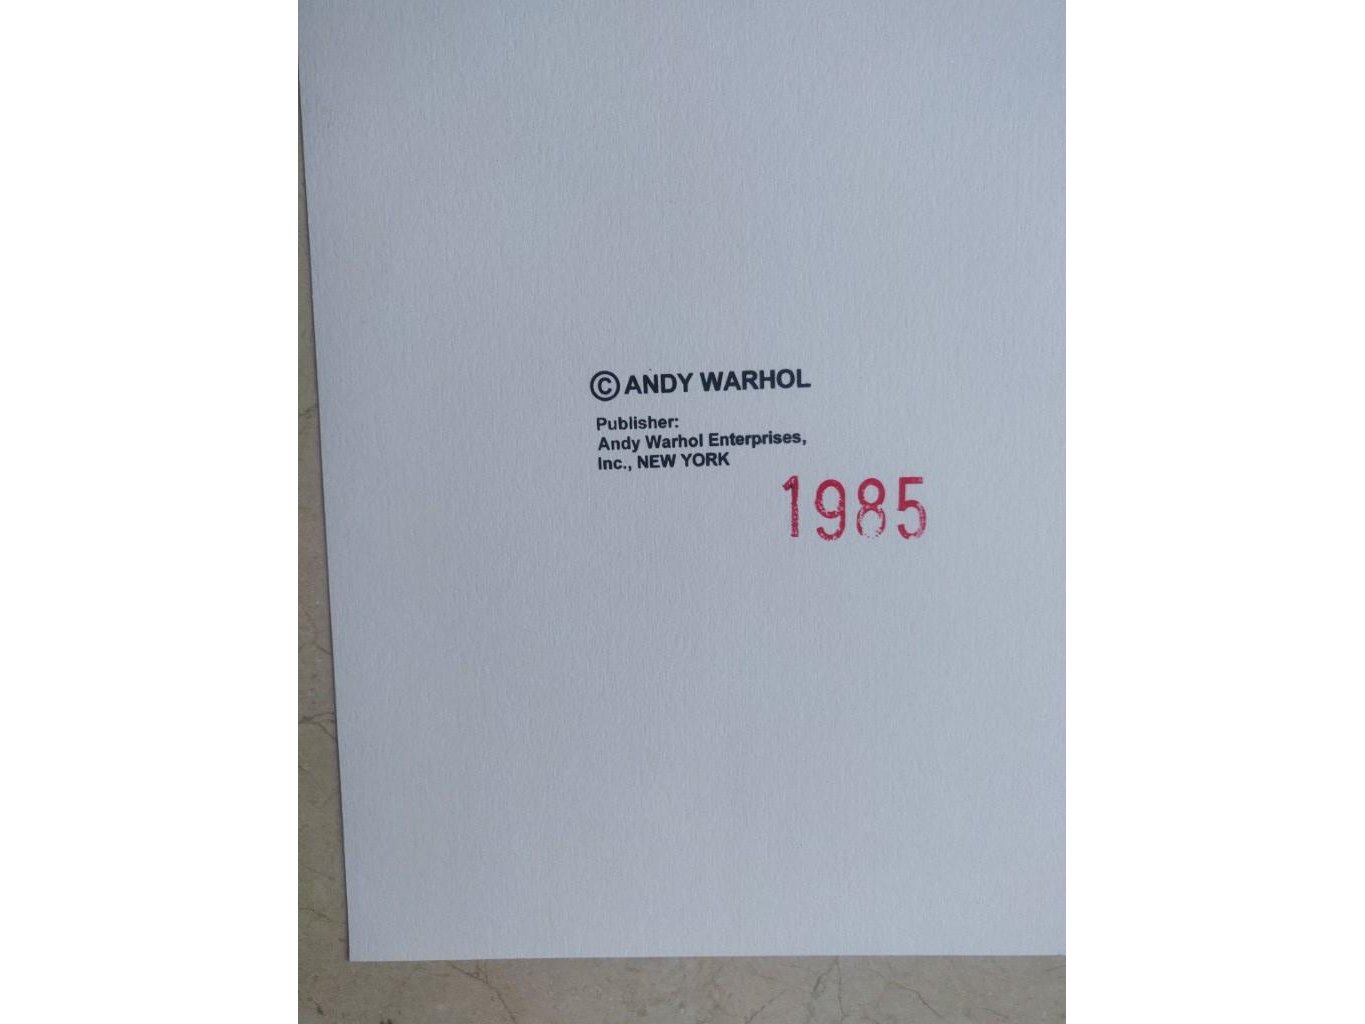 © ANDY WARHOL
Publisher:
Andy Warhol Enterprises,
Inc., NEW YORK
1985